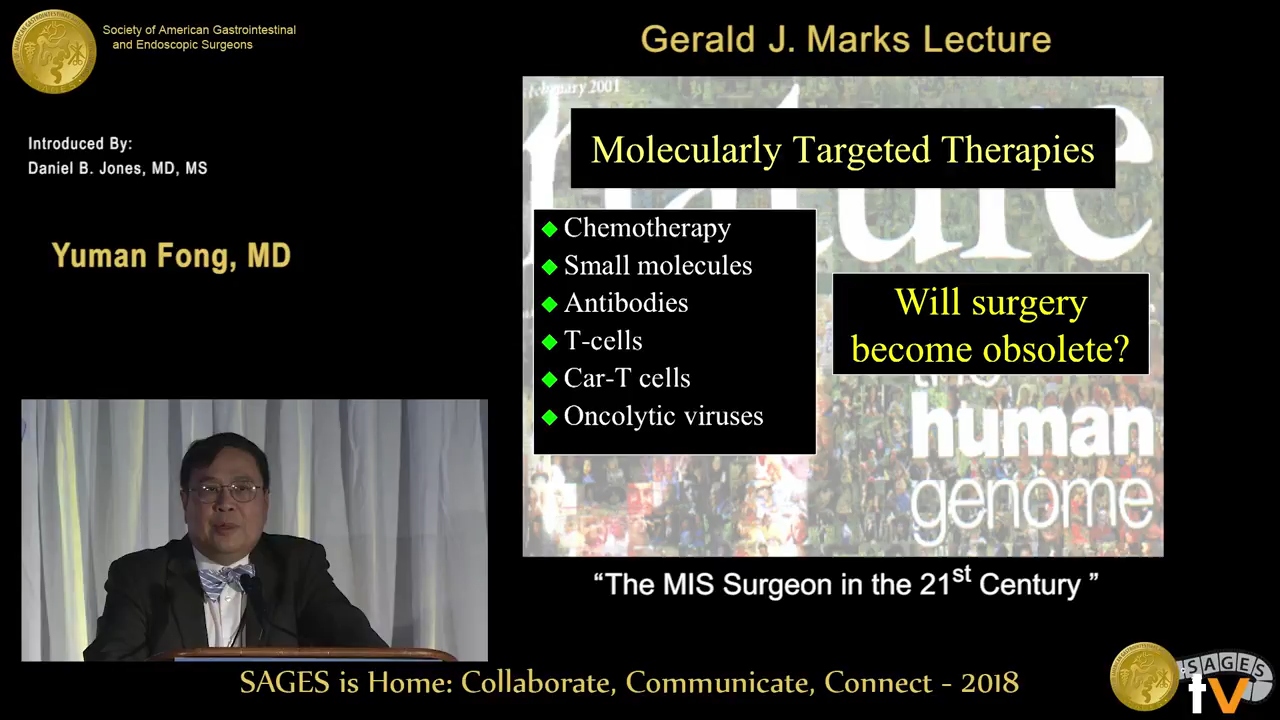 Society of American Gastrointestinal
and Endoscopic Surgeons
Gerald J. Marks Lecture
Introduced By:
Daniel B. Jones, MD, MS
Yuman Fong, MD
February 2001
nature
Molecularly Targeted Therapies
Chemotherapy
Small molecules
Antibodies
T-cells
Car-T cells
Oncolytic viruses
Will surgery
become obsolete?
the
human
genome
“The MIS Surgeon in the 21st Century ”
SAGES is Home: Collaborate, Communicate, Connect - 2018
SAGES
tv